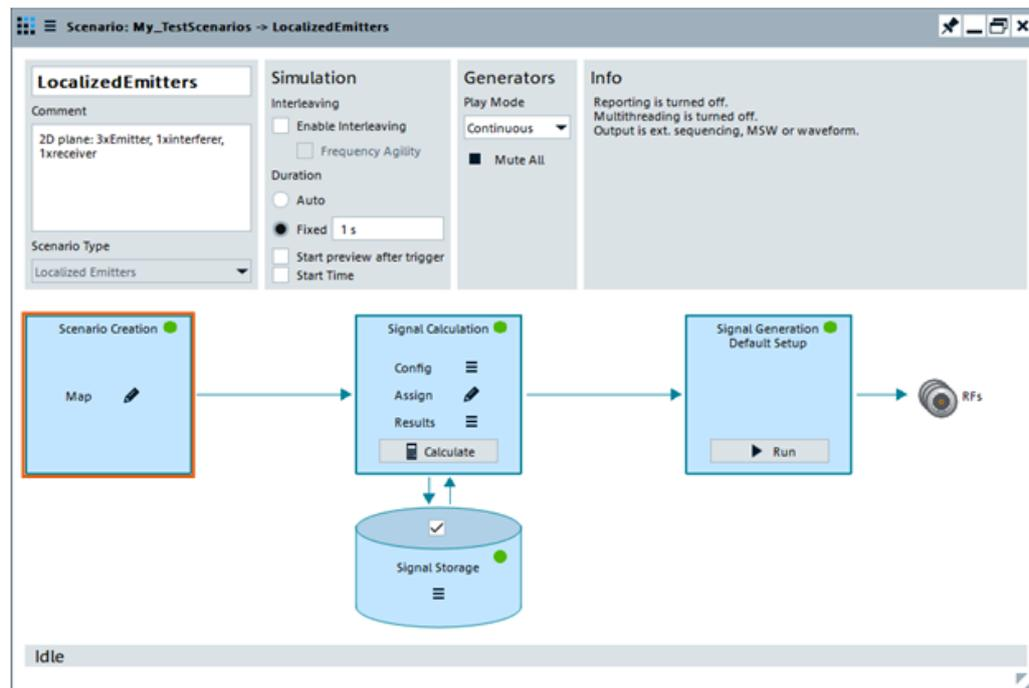 Scenario: My_TestScenarios -> LocalizedEmitters
LocalizedEmitters
Comment
2D plane: 3xEmitter, 1xinterferer,
1xreceiver
Scenario Type
Localized Emitters
Simulation
Interleaving
Enable Interleaving
Frequency Agility
Duration
Auto
Fixed 1 s
Start preview after trigger
Start Time
Generators
Play Mode
Continuous
Mute All
Info
Reporting is turned off.
Multithreading is turned off.
Output is ext. sequencing, MSW or waveform.
Scenario Creation
Map
Signal Calculation
Config
Assign
Results
Calculate
Signal Storage
Signal Generation
Default Setup
Run
RFs
Idle